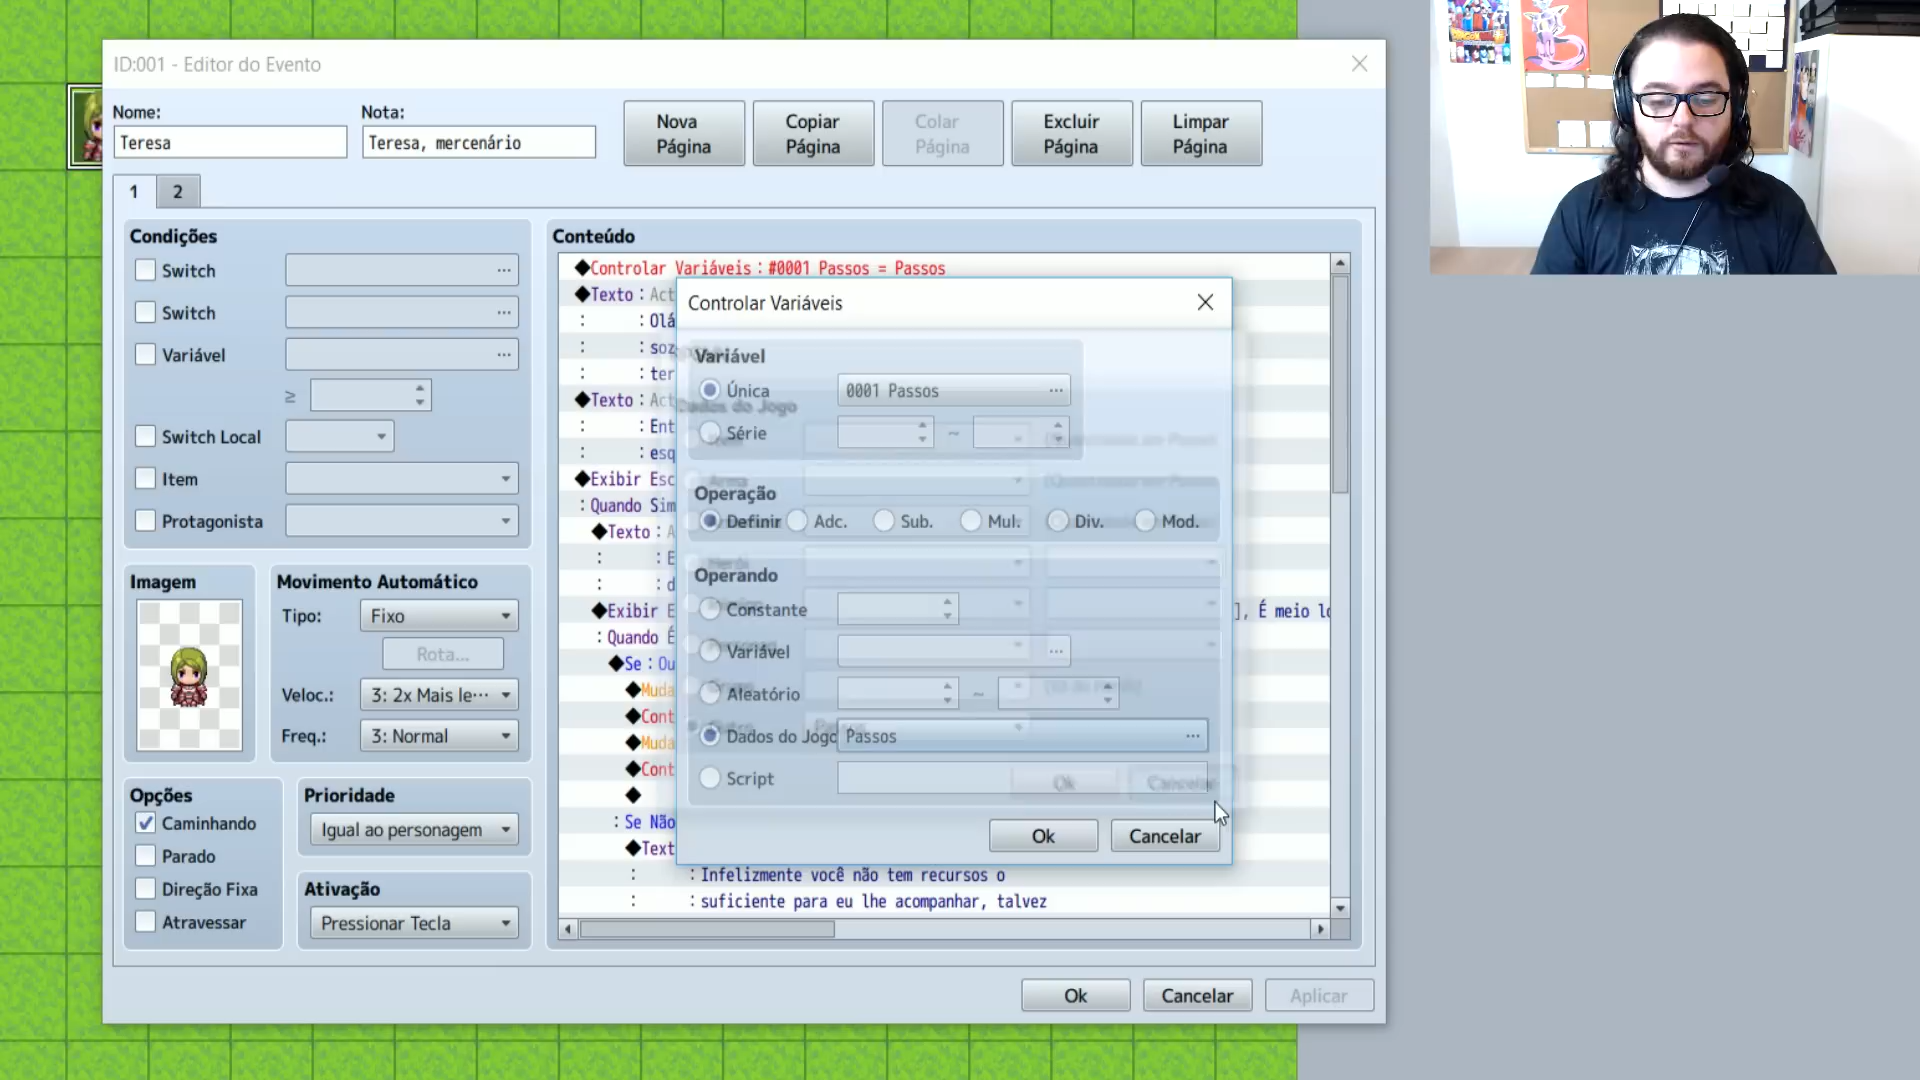 ID:001 - Editor do Evento
Nome:
Nota:
Teresa
Teresa, mercenário
Nova Página
Copiar Página
Colar Página
Excluir Página
Limpar Página
1
2
Condições
Switch
Switch
Variável
≥
Switch Local
Item
Protagonista
Imagem
Movimento Automático
Tipo:
Fixo
Rota...
Veloc.:
3: 2x Mais le···
Freq.:
3: Normal
Opções
Caminhando
Parado
Direção Fixa
Atravessar
Prioridade
Igual ao personagem
Ativação
Pressionar Tecla
Conteúdo
◆Controlar Variáveis : #0001 Passos = Passos
◆Texto : Act
: : Olá
: : soz
: : ter
◆Texto : Act
: : Ent
: : esq
◆Exibir Esc
: Quando Sim
◆Texto : A
: : E
: : d
◆Exibir E
], É meio lo
: Quando É
◆Se : Ou
◆Muda
◆Cont
◆Muda
◆Cont
◆
: Se Não
◆Text
: : Infelizmente você não tem recursos o
: : suficiente para eu lhe acompanhar, talvez
Controlar Variáveis
Variável
Única
0001 Passos
Série
~
Operação
Definir
Adc.
Sub.
Mul.
Div.
Mod.
Operando
Constante
Variável
Aleatório
~
Dados do Jogo
Passos
Script
Ok
Cancelar
Dados do Jogo
Ok
Cancelar
Ok
Cancelar
Aplicar